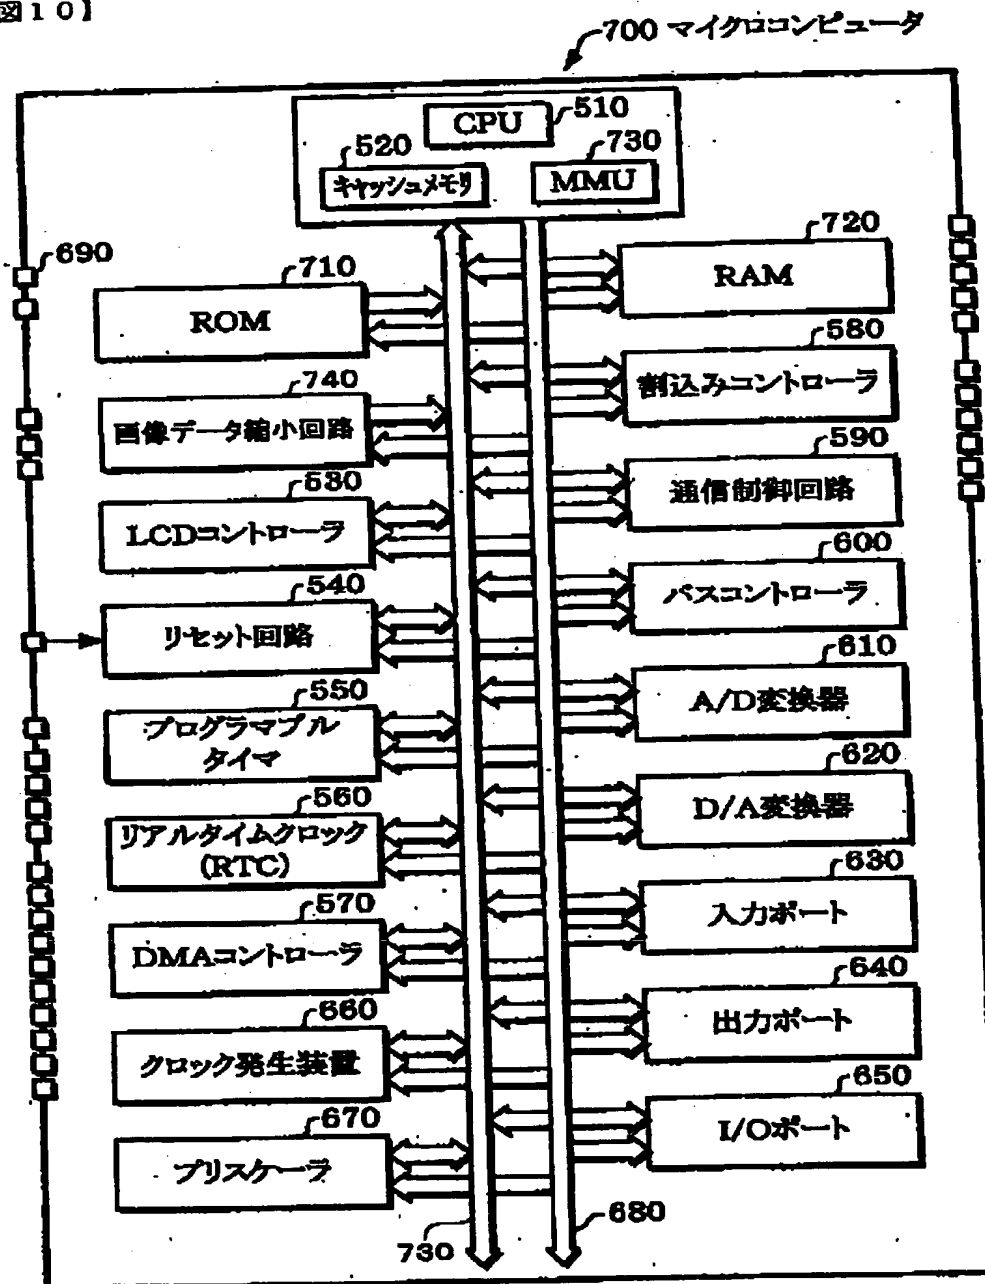 図10】
700 マイクロコンピュータ
CPU
510
520
キャッシュメモリ
730
MMU
690
710
ROM
720
RAM
740
画像データ縮小回路
580
割込みコントローラ
530
LCDコントローラ
590
通信制御回路
540
リセット回路
600
バスコントローラ
550
プログラマブル
タイマ
610
A/D変換器
560
リアルタイムクロック
(RTC)
620
D/A変換器
570
DMAコントローラ
630
入力ポート
660
クロック発生装置
640
出力ポート
670
プリスケーラ
650
I/Oポート
730
680